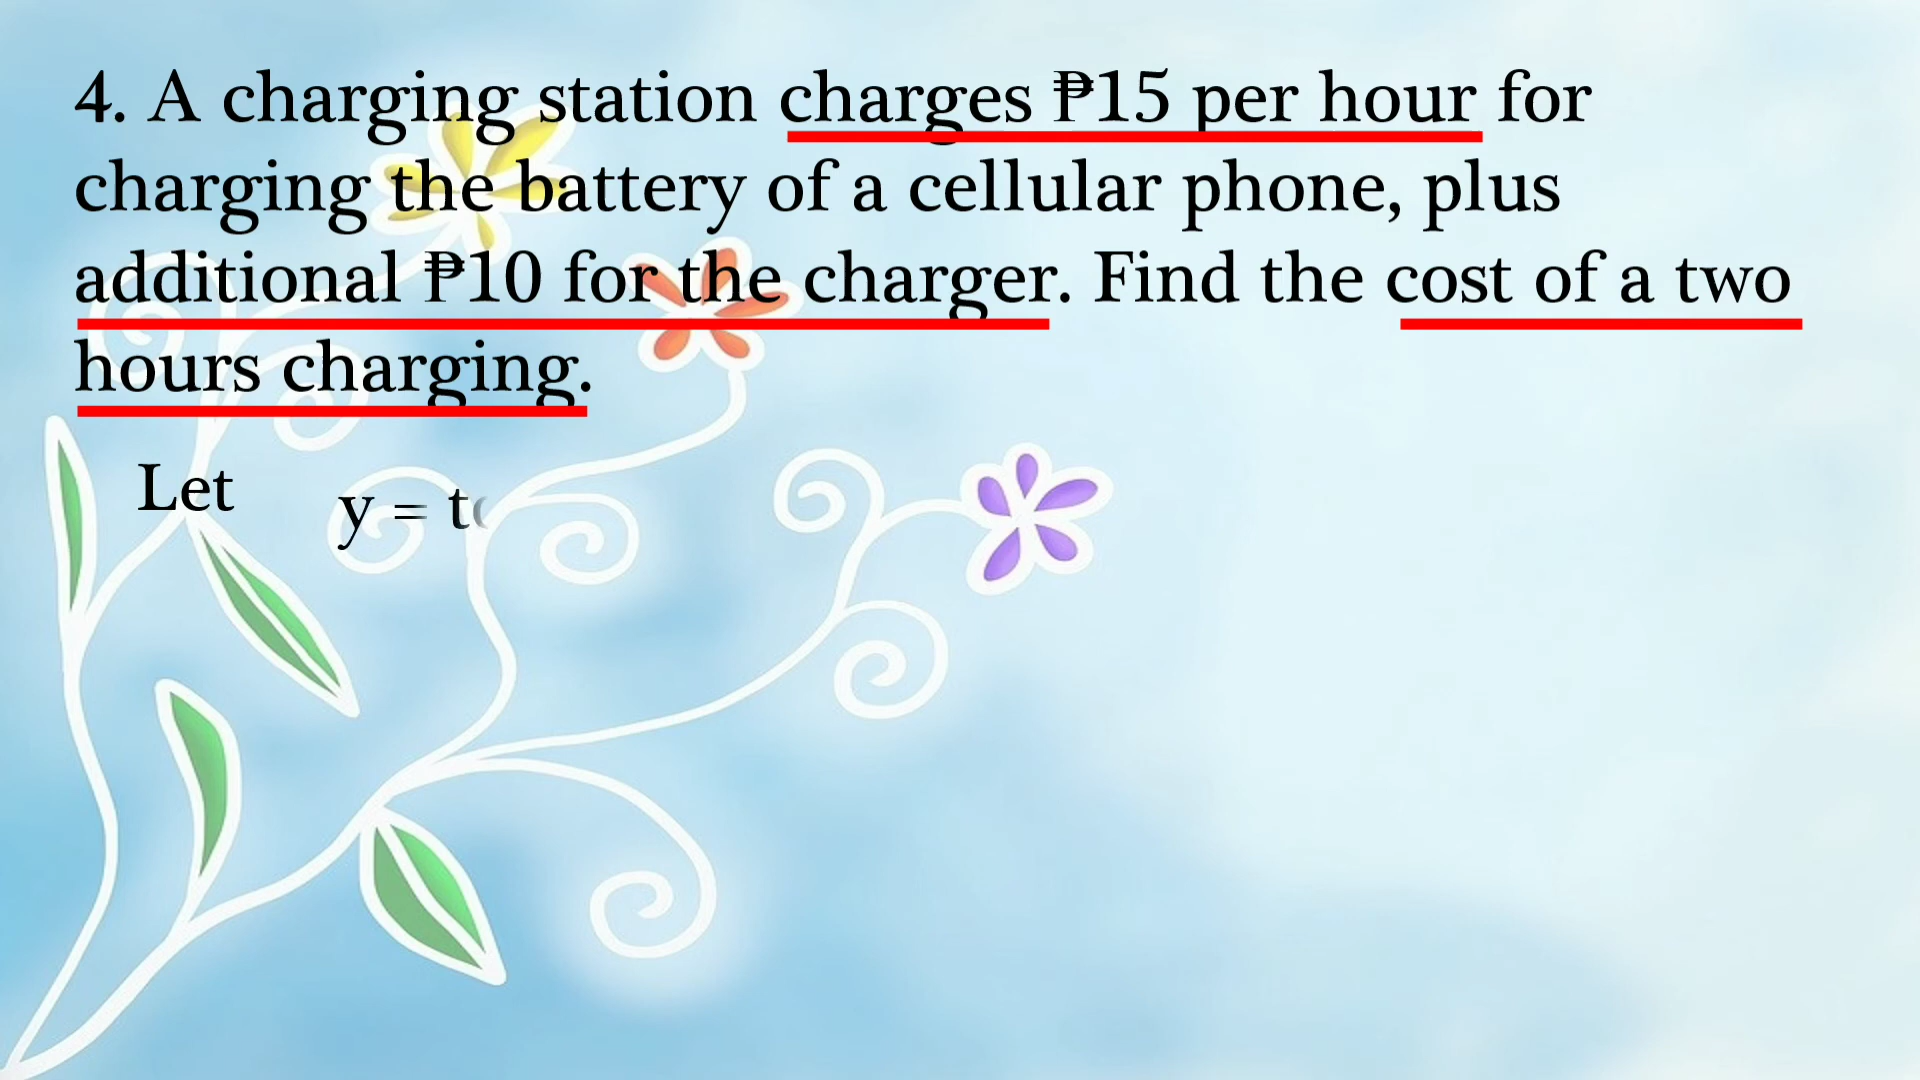 4. A charging station charges ₱15 per hour for
charging the battery of a cellular phone, plus
additional ₱10 for the charger. Find the cost of a two
hours charging.
Let y = t